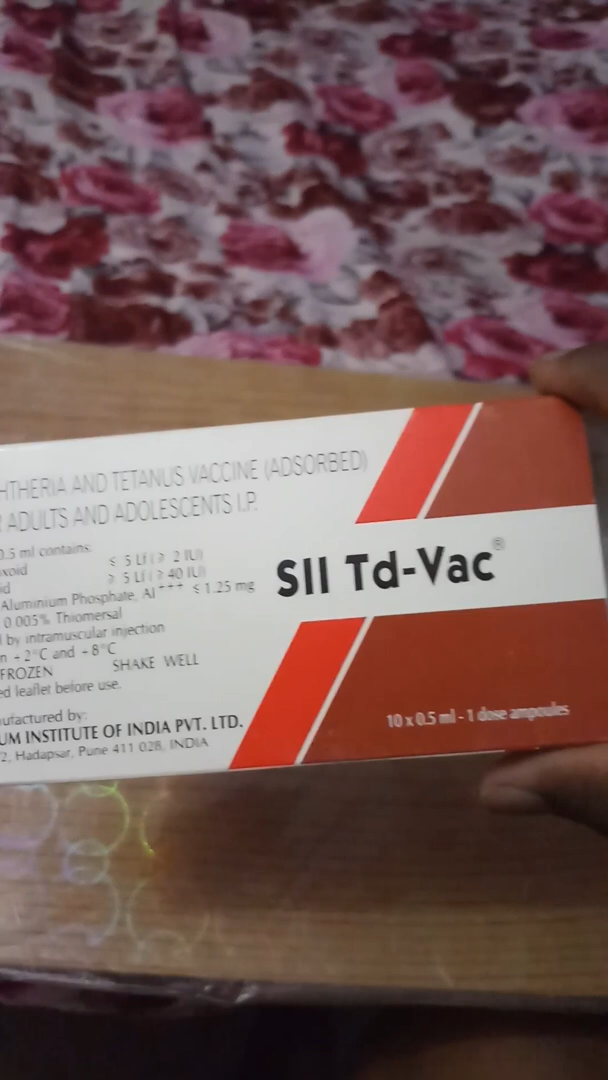 HTHERIA AND TETANUS VACCINE (ADSORBED)
ADULTS AND ADOLESCENTS I.P.
0.5 ml contains:
xoid ≤ 5 Lf (≥ 2 IU)
id ≥ 5 Lf (≥ 40 IU)
Aluminium Phosphate, Al+++ ≤ 1.25 mg
0.005% Thiomersal
by intramuscular injection
n +2°C and +8°C
FROZEN SHAKE WELL
ed leaflet before use.
ufactured by:
UM INSTITUTE OF INDIA PVT. LTD.
2, Hadapsar, Pune 411 028, INDIA
SII Td-Vac®
10 x 0.5 ml - 1 dose ampoules